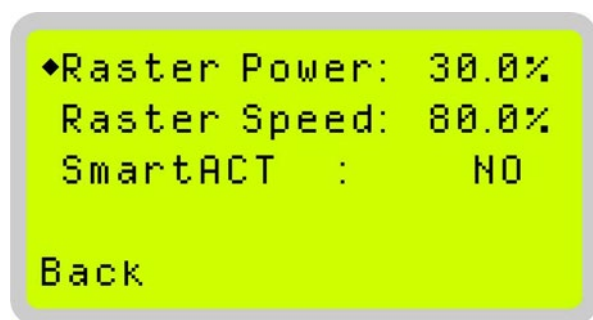 ◆Raster Power: 30.0%
Raster Speed: 80.0%
SmartACT : NO
Back